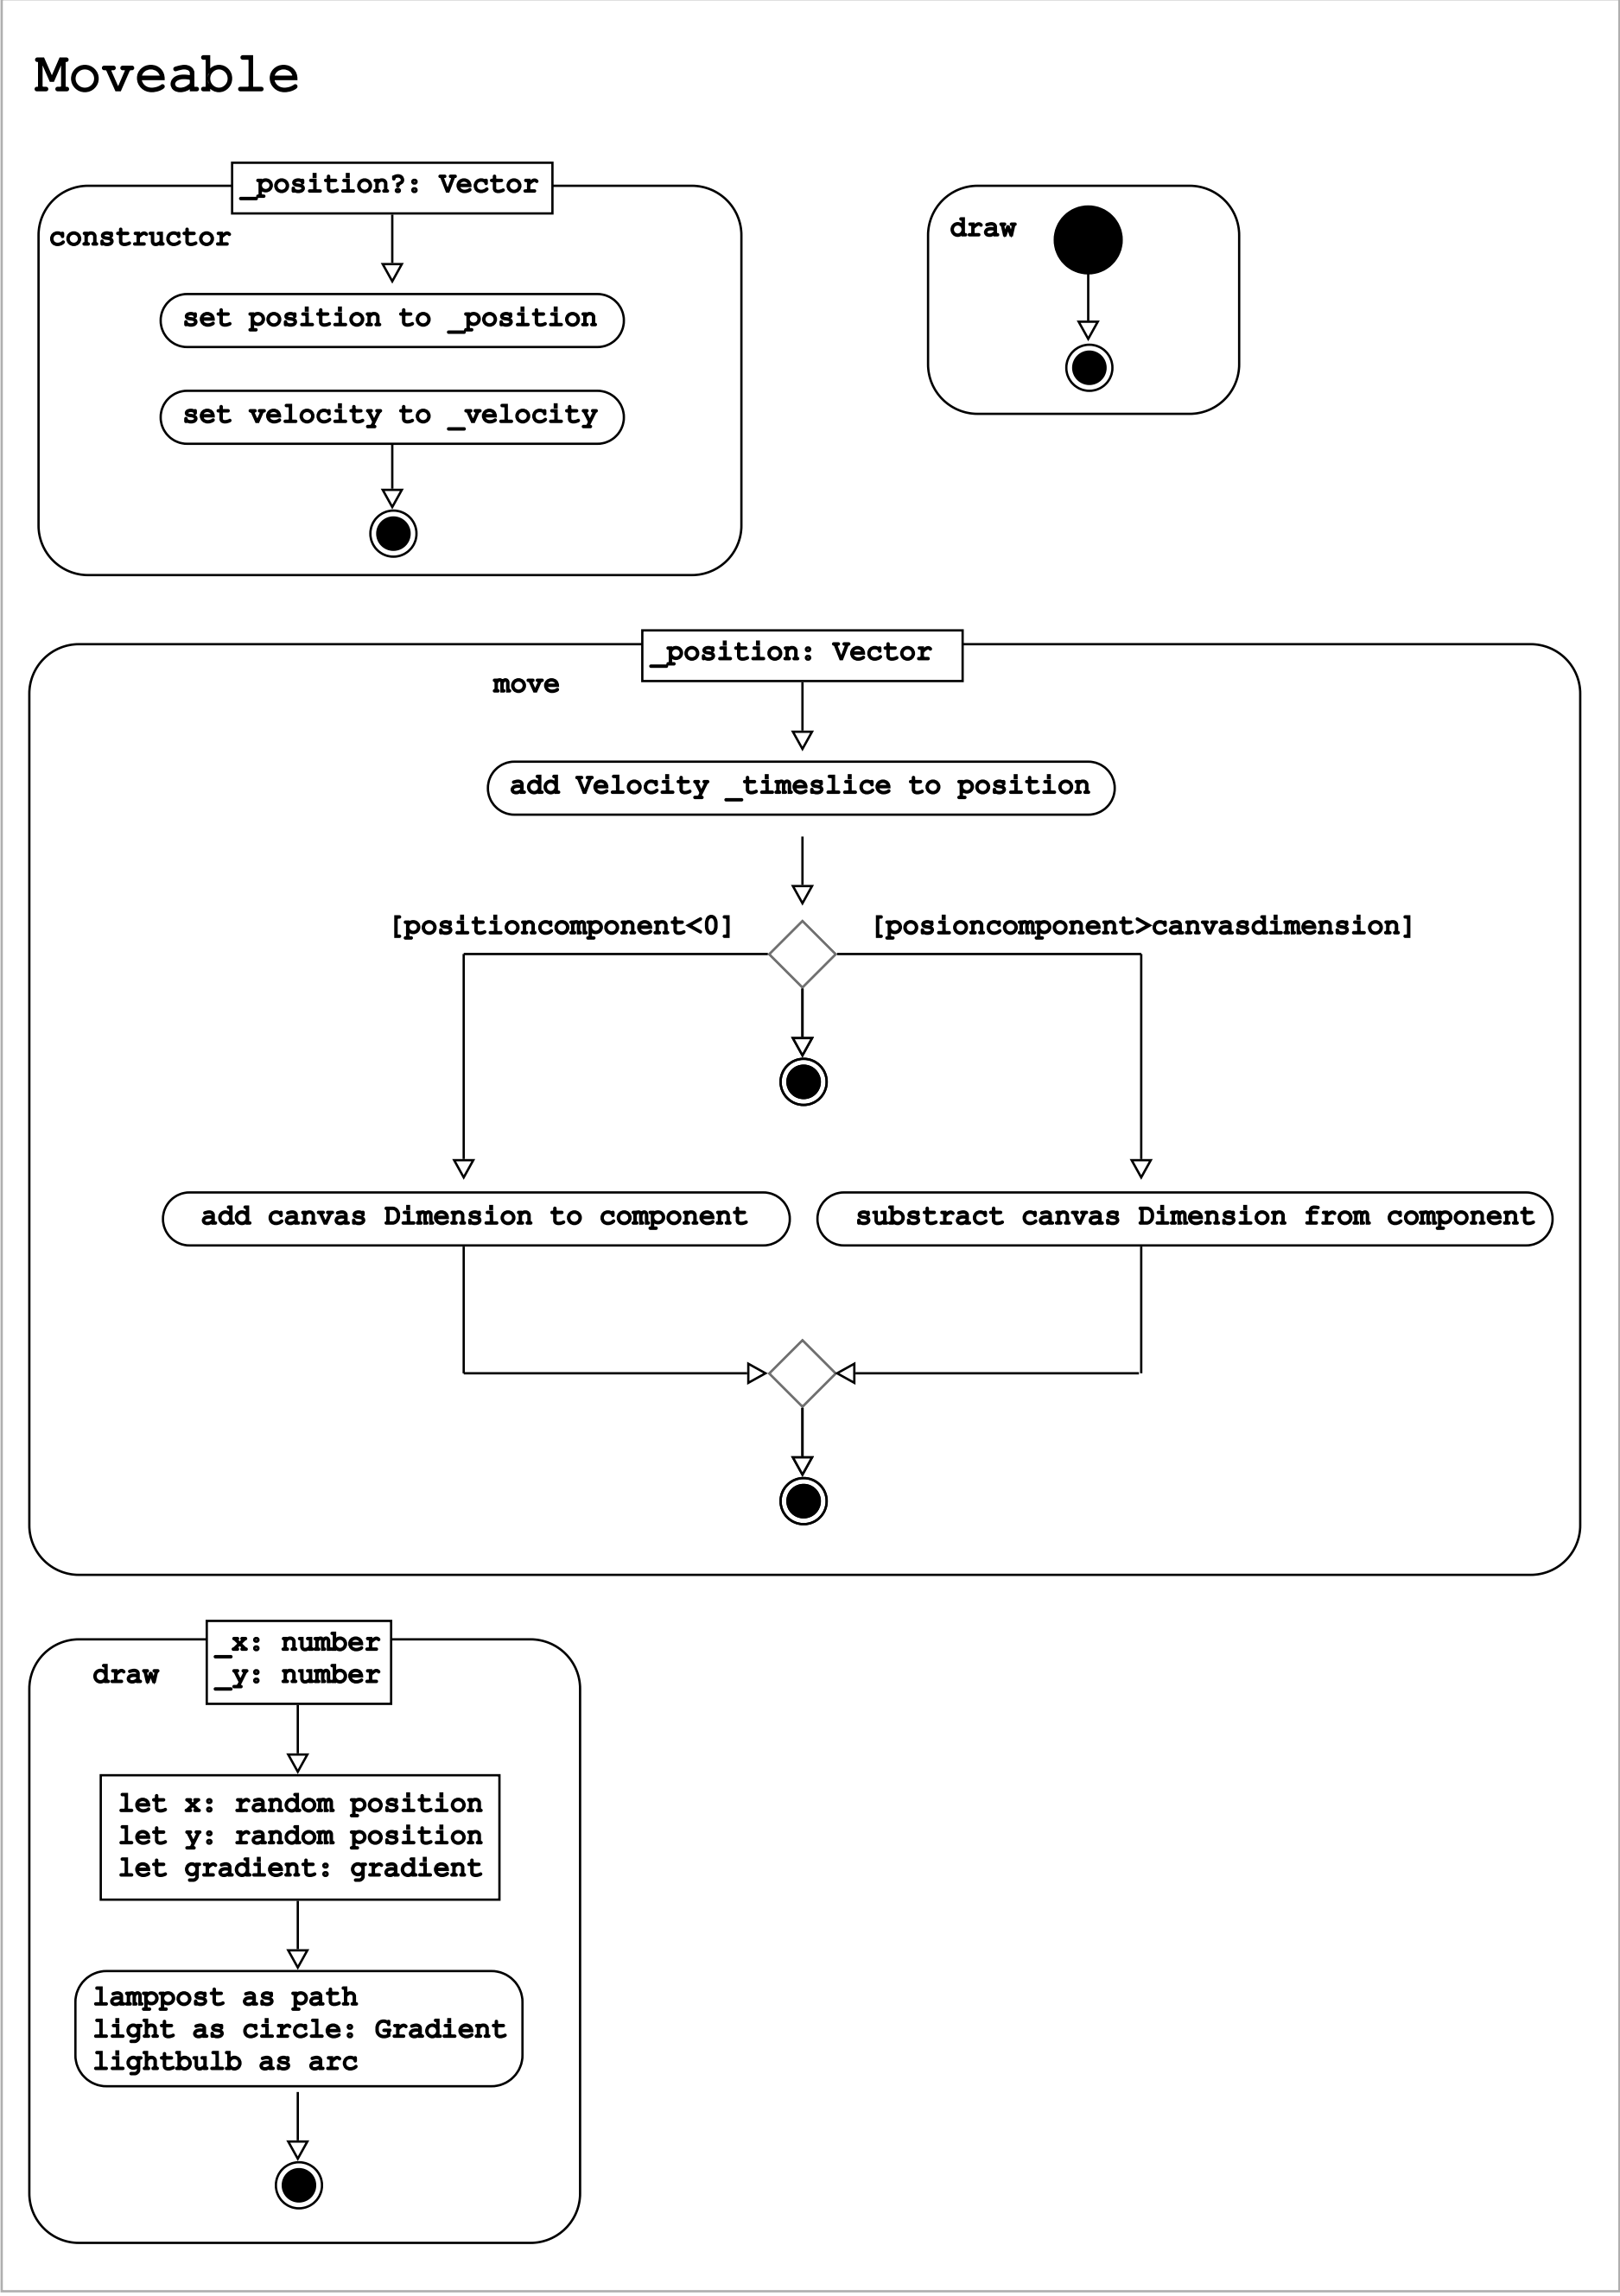 Moveable
_position?: Vector
constructor
set position to _position
set velocity to _velocity
draw
_position: Vector
move
add Velocity _timeslice to position
[positioncomponent<0]
[posioncomponent>canvasdimension]
add canvas Dimension to component
substract canvas Dimension from component
_x: number
_y: number
draw
let x: random position
let y: random position
let gradient: gradient
lamppost as path
light as circle: Gradient
lightbulb as arc